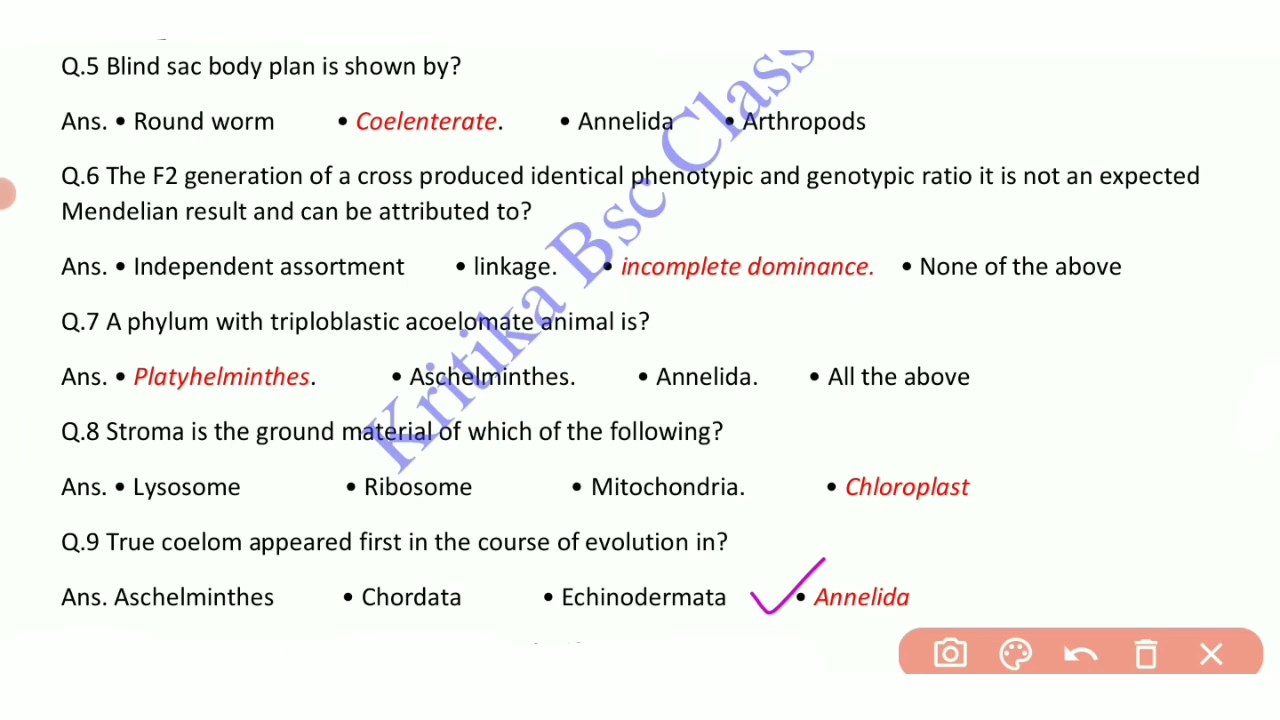 Q.5 Blind sac body plan is shown by?
Ans. • Round worm • Coelenterate. • Annelida • Arthropods
Q.6 The F2 generation of a cross produced identical phenotypic and genotypic ratio it is not an expected
Mendelian result and can be attributed to?
Ans. • Independent assortment • linkage. • incomplete dominance. • None of the above
Q.7 A phylum with triploblastic acoelomate animal is?
Ans. • Platyhelminthes. • Aschelminthes. • Annelida. • All the above
Q.8 Stroma is the ground material of which of the following?
Ans. • Lysosome • Ribosome • Mitochondria. • Chloroplast
Q.9 True coelom appeared first in the course of evolution in?
Ans. Aschelminthes • Chordata • Echinodermata • Annelida
Kritika Bsc Class